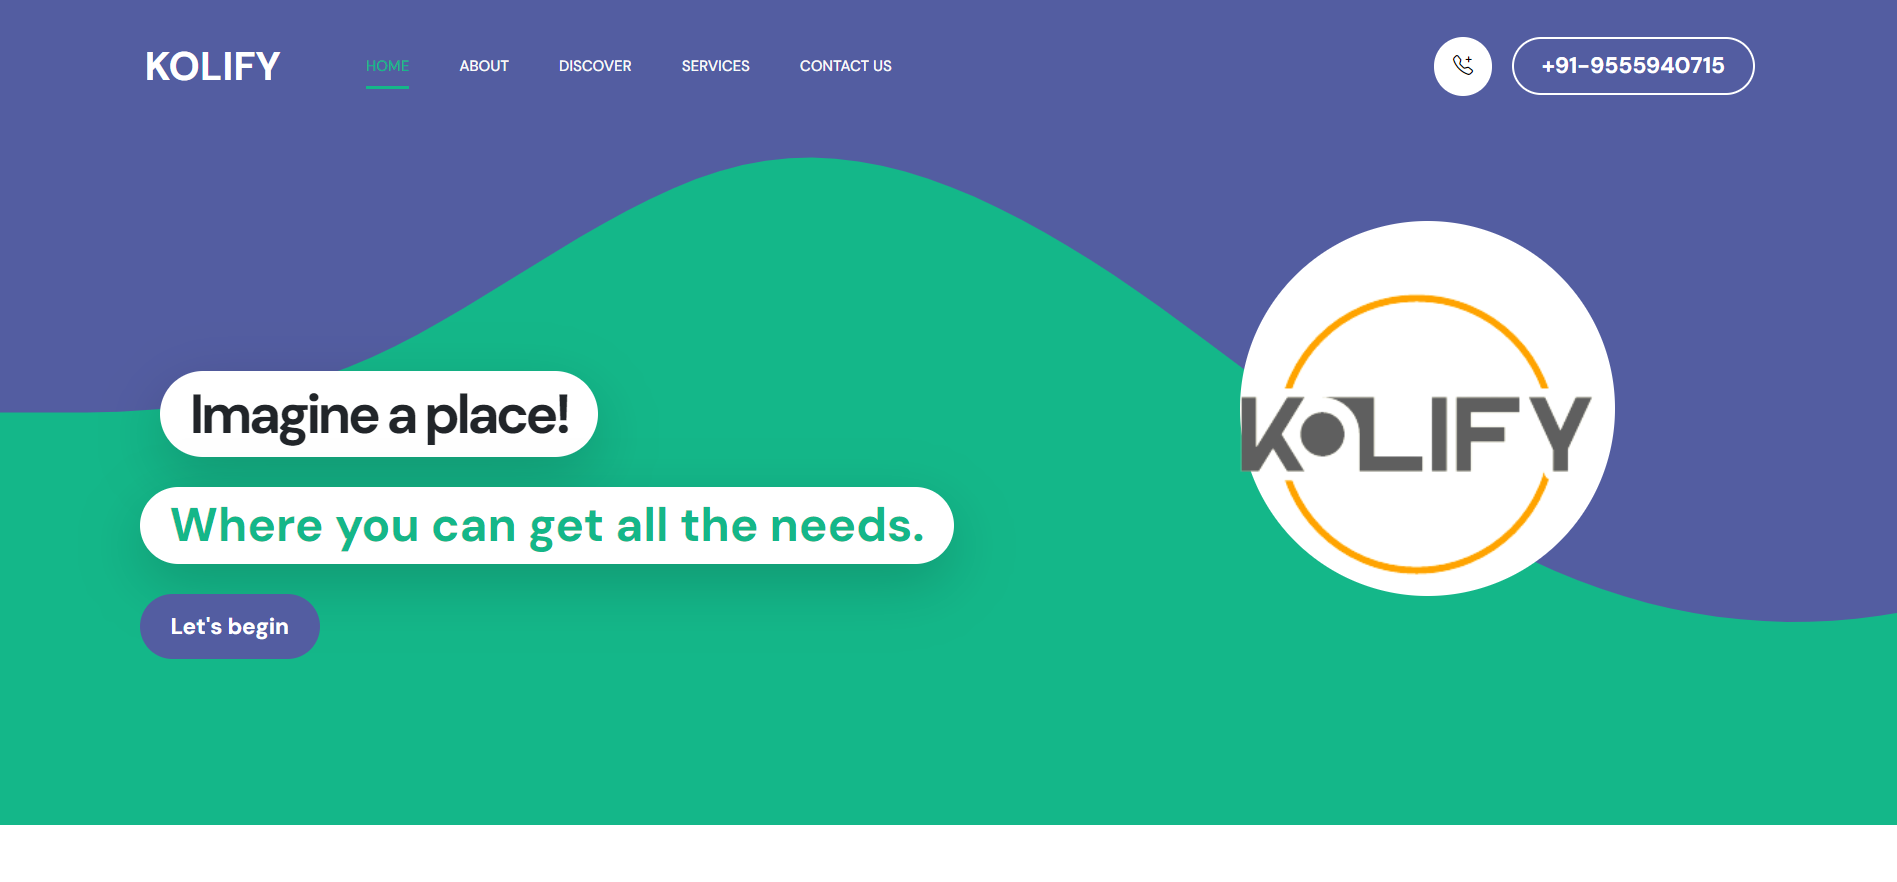 KOLIFY HOME ABOUT DISCOVER SERVICES CONTACT US +91-9555940715
Imagine a place!
KOLIFY
Where you can get all the needs.
Let's begin